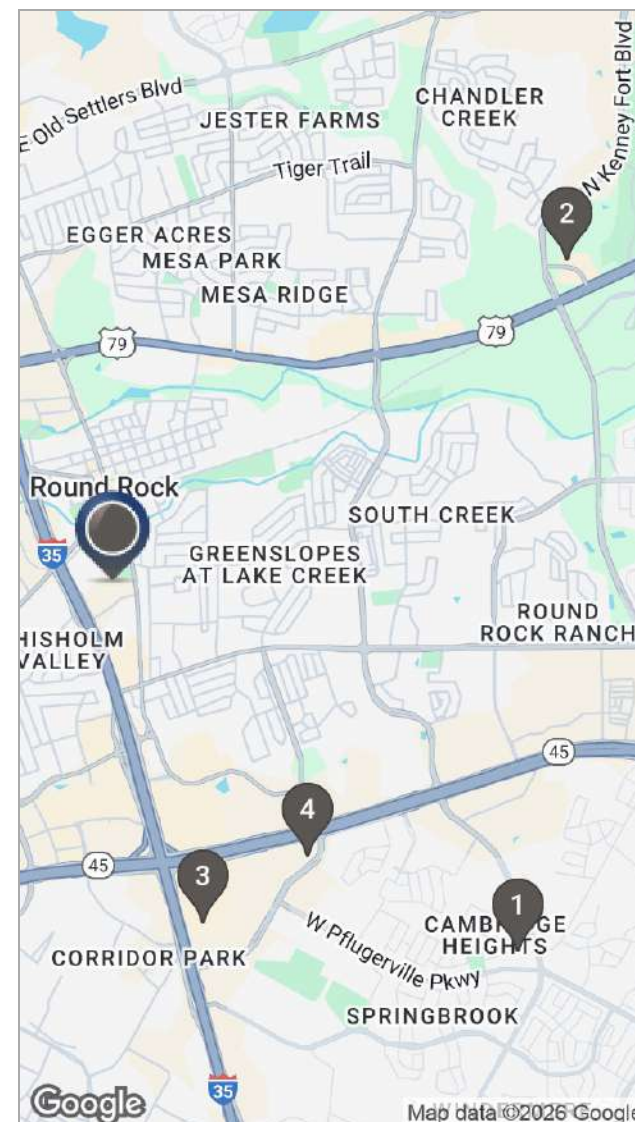 CHANDLER
CREEK
E Old Settlers Blvd
N Kenney Fort Blvd
JESTER FARMS
Tiger Trail
2
EGGER ACRES
MESA PARK
MESA RIDGE
79
79
Round Rock
SOUTH CREEK
35
GREENSLOPES
AT LAKE CREEK
ROUND
ROCK RANCH
HISHOLM
VALLEY
45
4
45
3
1
CAMBRIDGE
HEIGHTS
W Pflugerville Pkwy
CORRIDOR PARK
SPRINGBROOK
35
Google
Map data ©2026 Google